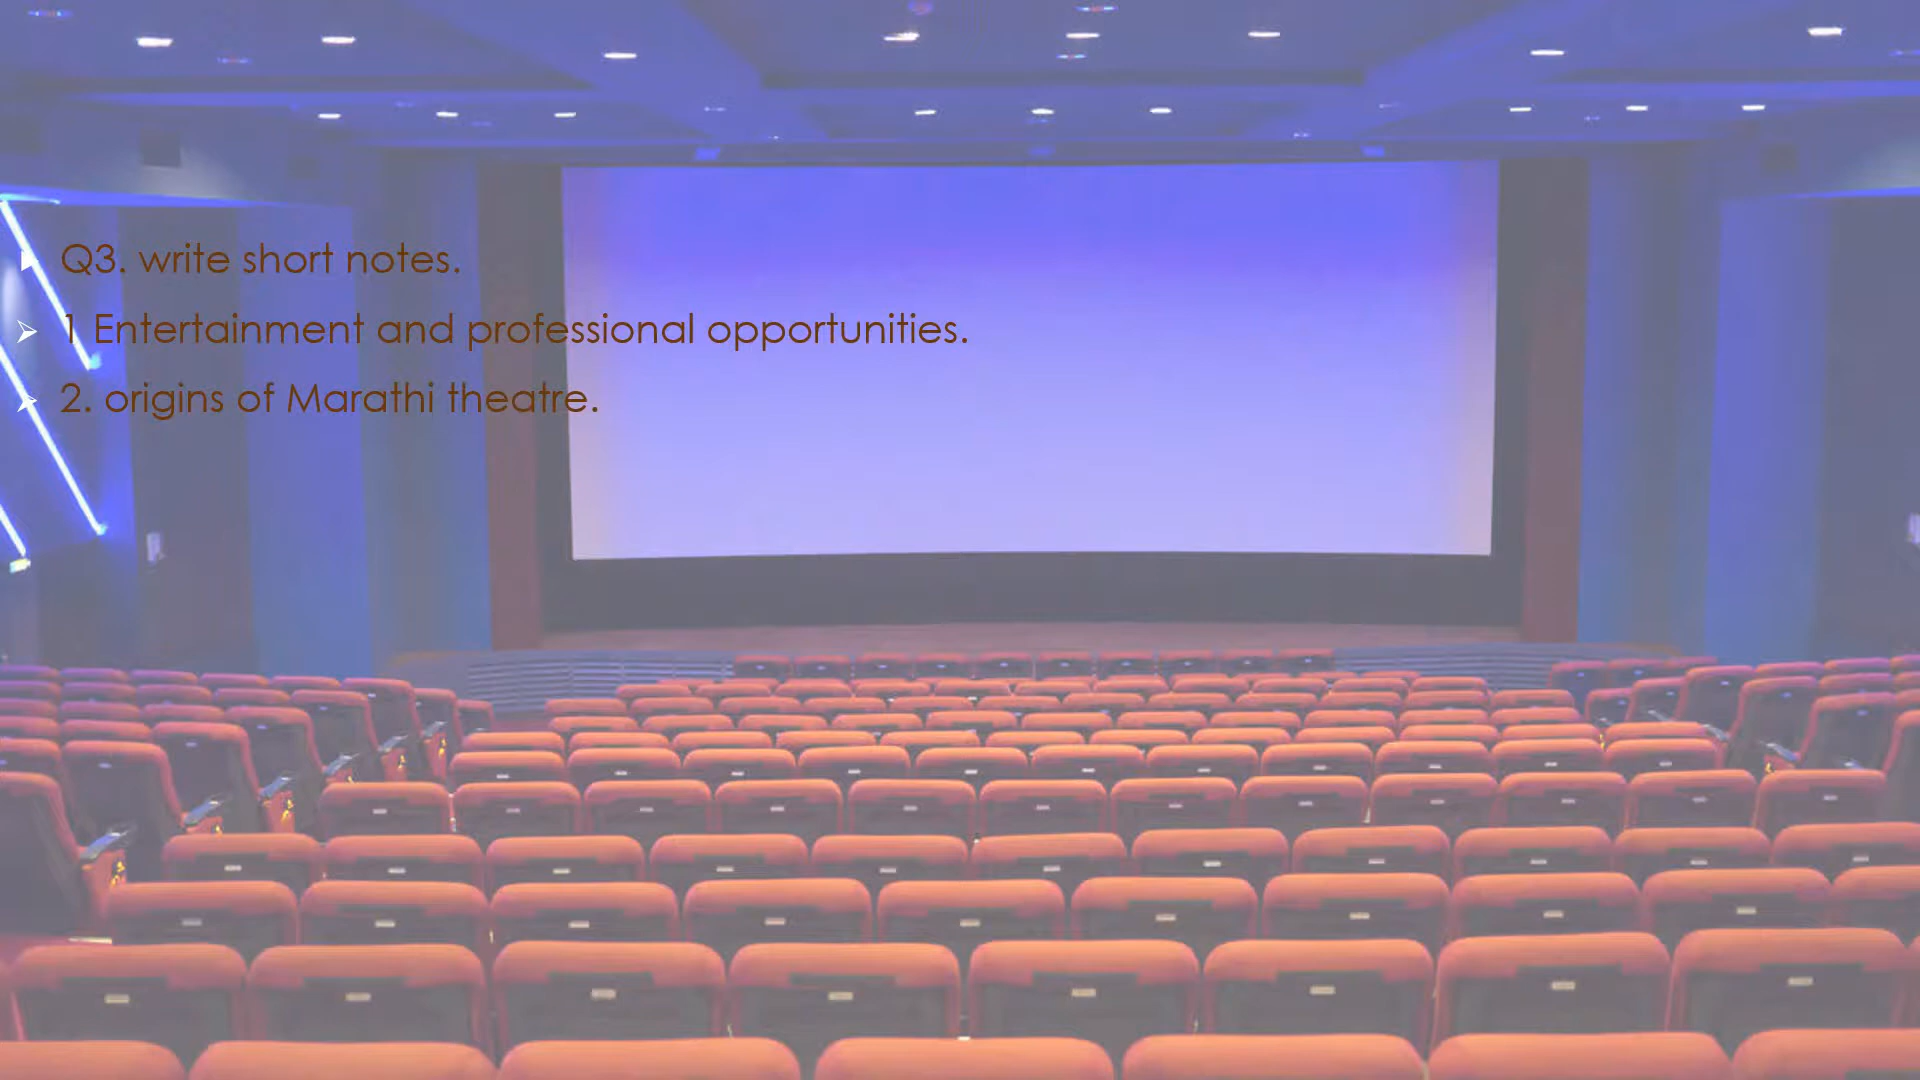 Q3. write short notes.
1 Entertainment and professional opportunities.
2. origins of Marathi theatre.